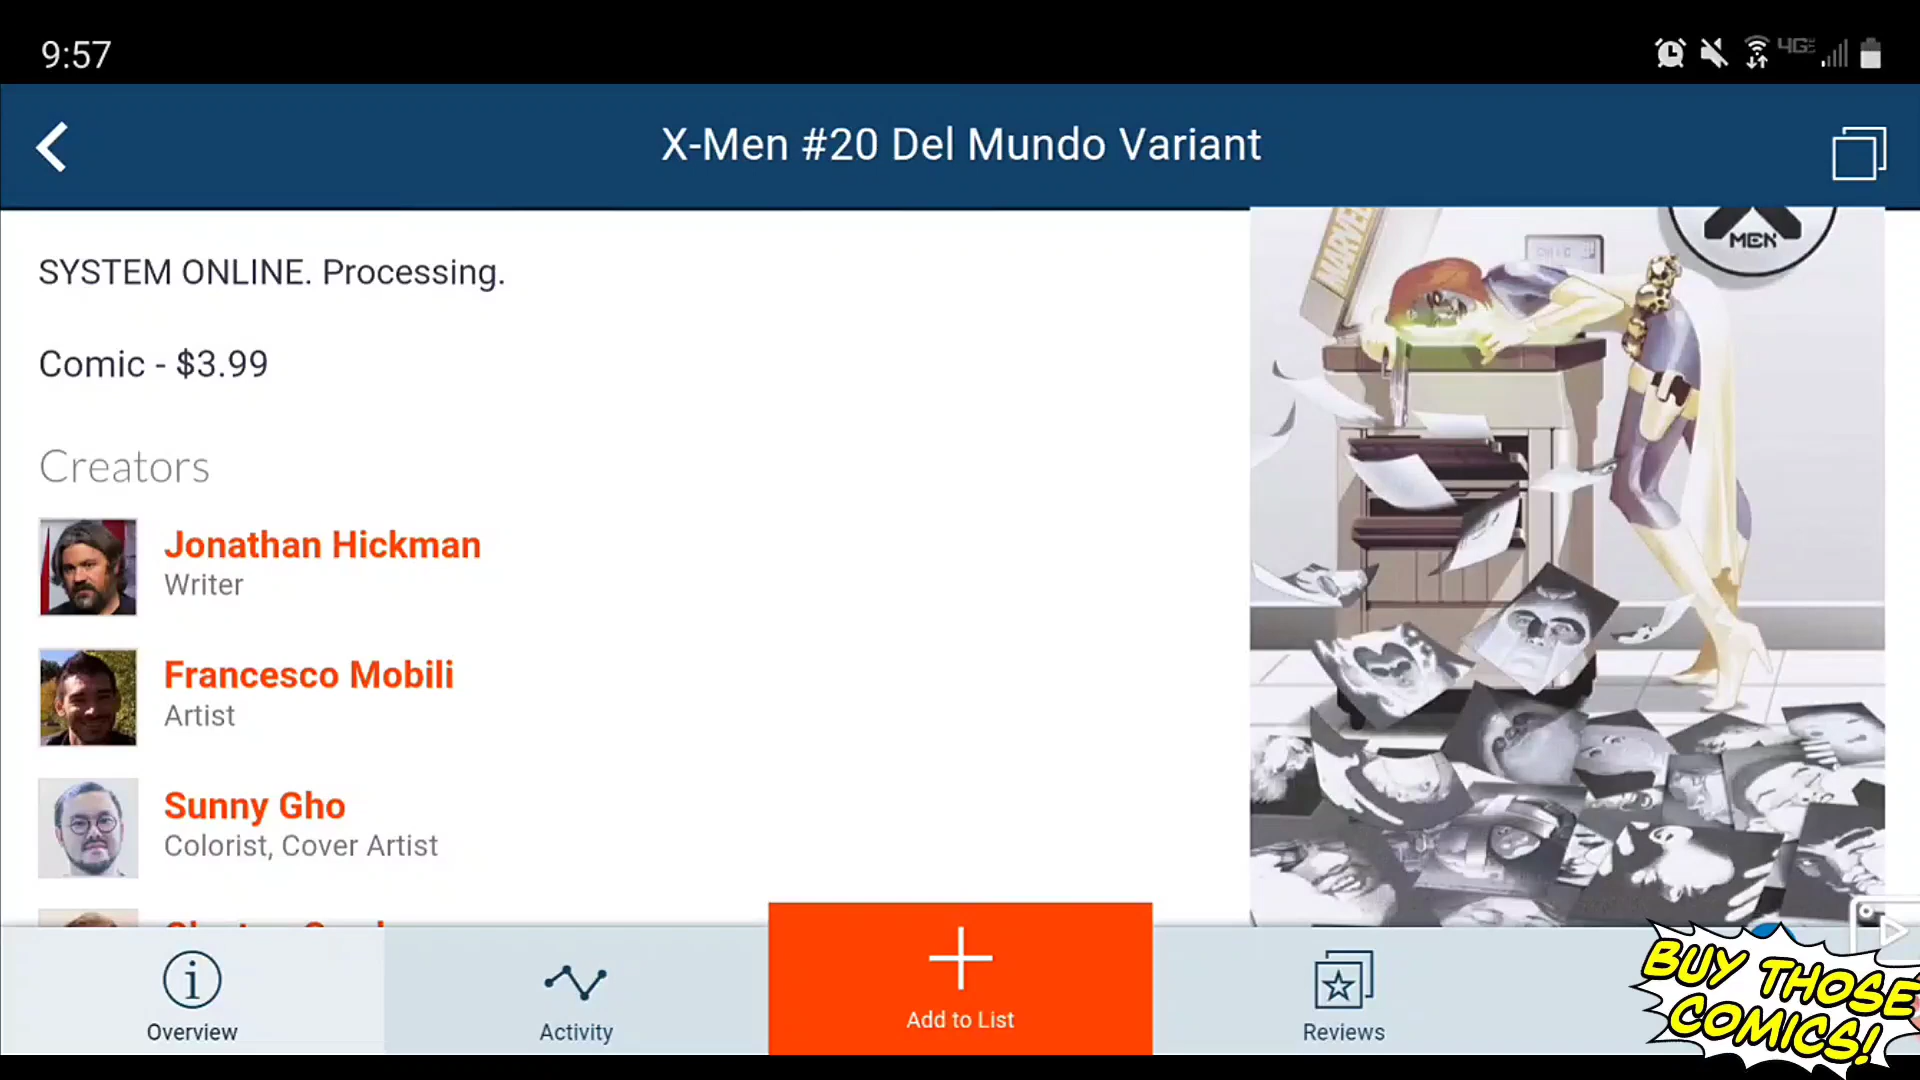 9:57
4G
X-Men #20 Del Mundo Variant
SYSTEM ONLINE. Processing.
Comic - $3.99
Creators
Jonathan Hickman
Writer
Francesco Mobili
Artist
Sunny Gho
Colorist, Cover Artist
MARVEL
MEN
Overview
Activity
Add to List
Reviews
BUY THOSE
COMICS!